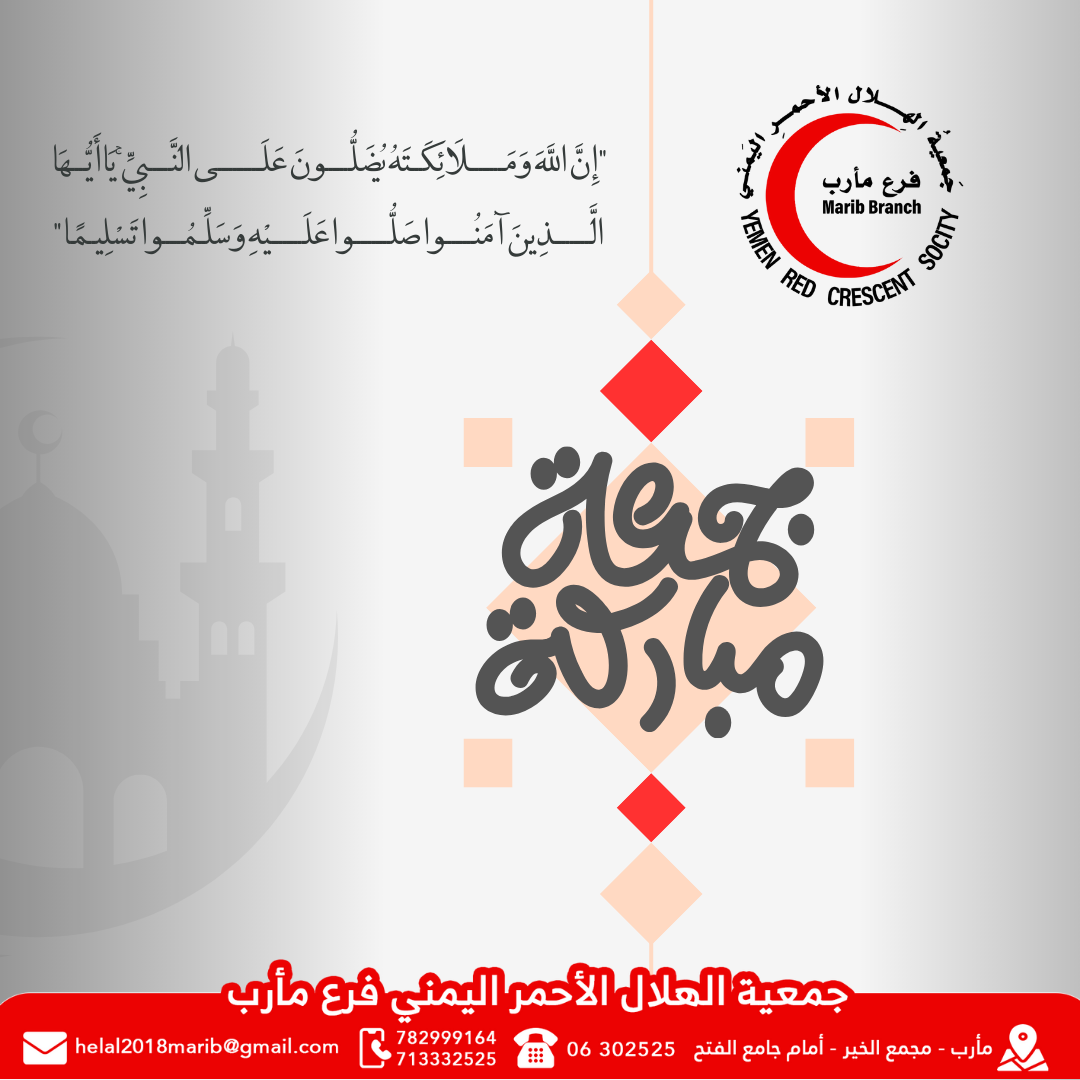 "إِنَّ اللَّهَ وَمَلَائِكَتَهُ يُضَلُّونَ عَلَى النَّبِيِّ يَا أَيُّهَا
الَّذِينَ آمَنُوا صَلُّوا عَلَيْهِ وَسَلِّمُوا تَسْلِيمًا"
جمعية الهلال الأحمر اليمني
فرع مأرب
Marib Branch
YEMEN RED CRESCENT SOCITY
جمعة
مباركة
جمعية الهلال الأحمر اليمني فرع مأرب
مأرب - مجمع الخير - أمام جامع الفتح
06 302525
782999164
713332525
helal2018marib@gmail.com